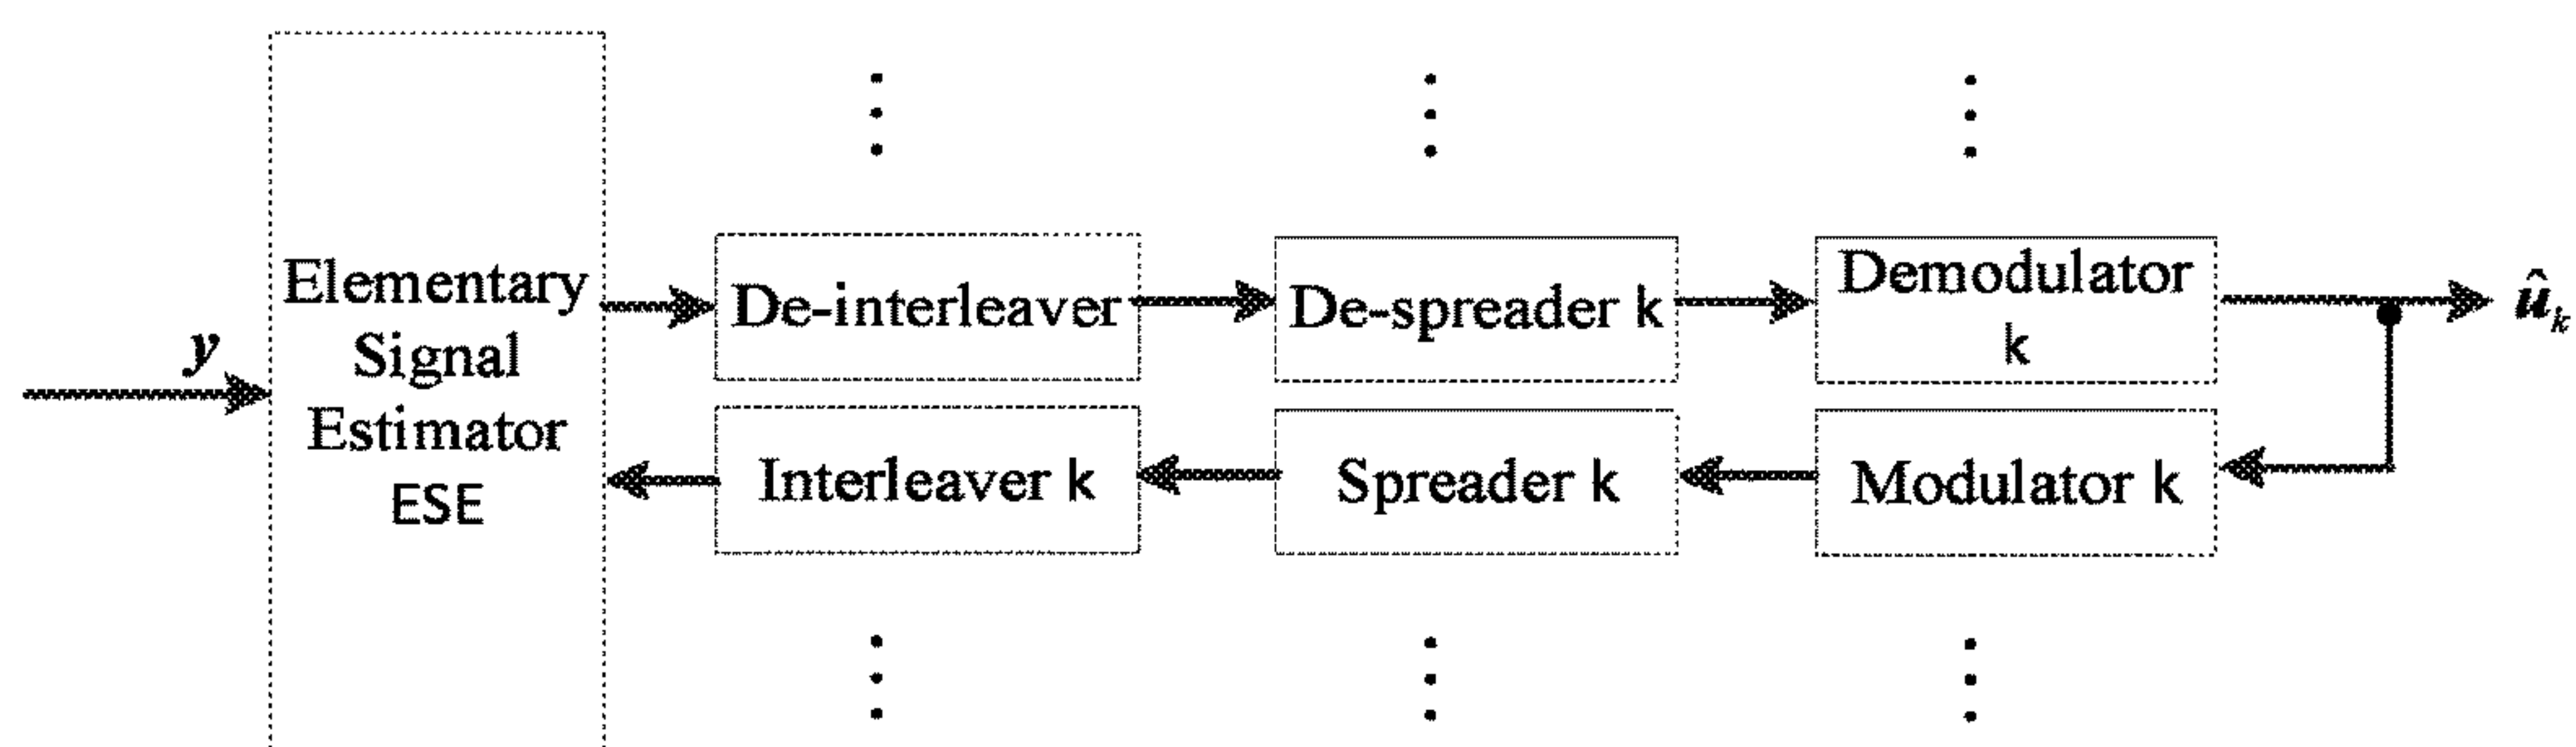 y
Elementary
Signal
Estimator
ESE
De-interleaver
De-spreader k
Demodulator
k
û_k
Interleaver k
Spreader k
Modulator k